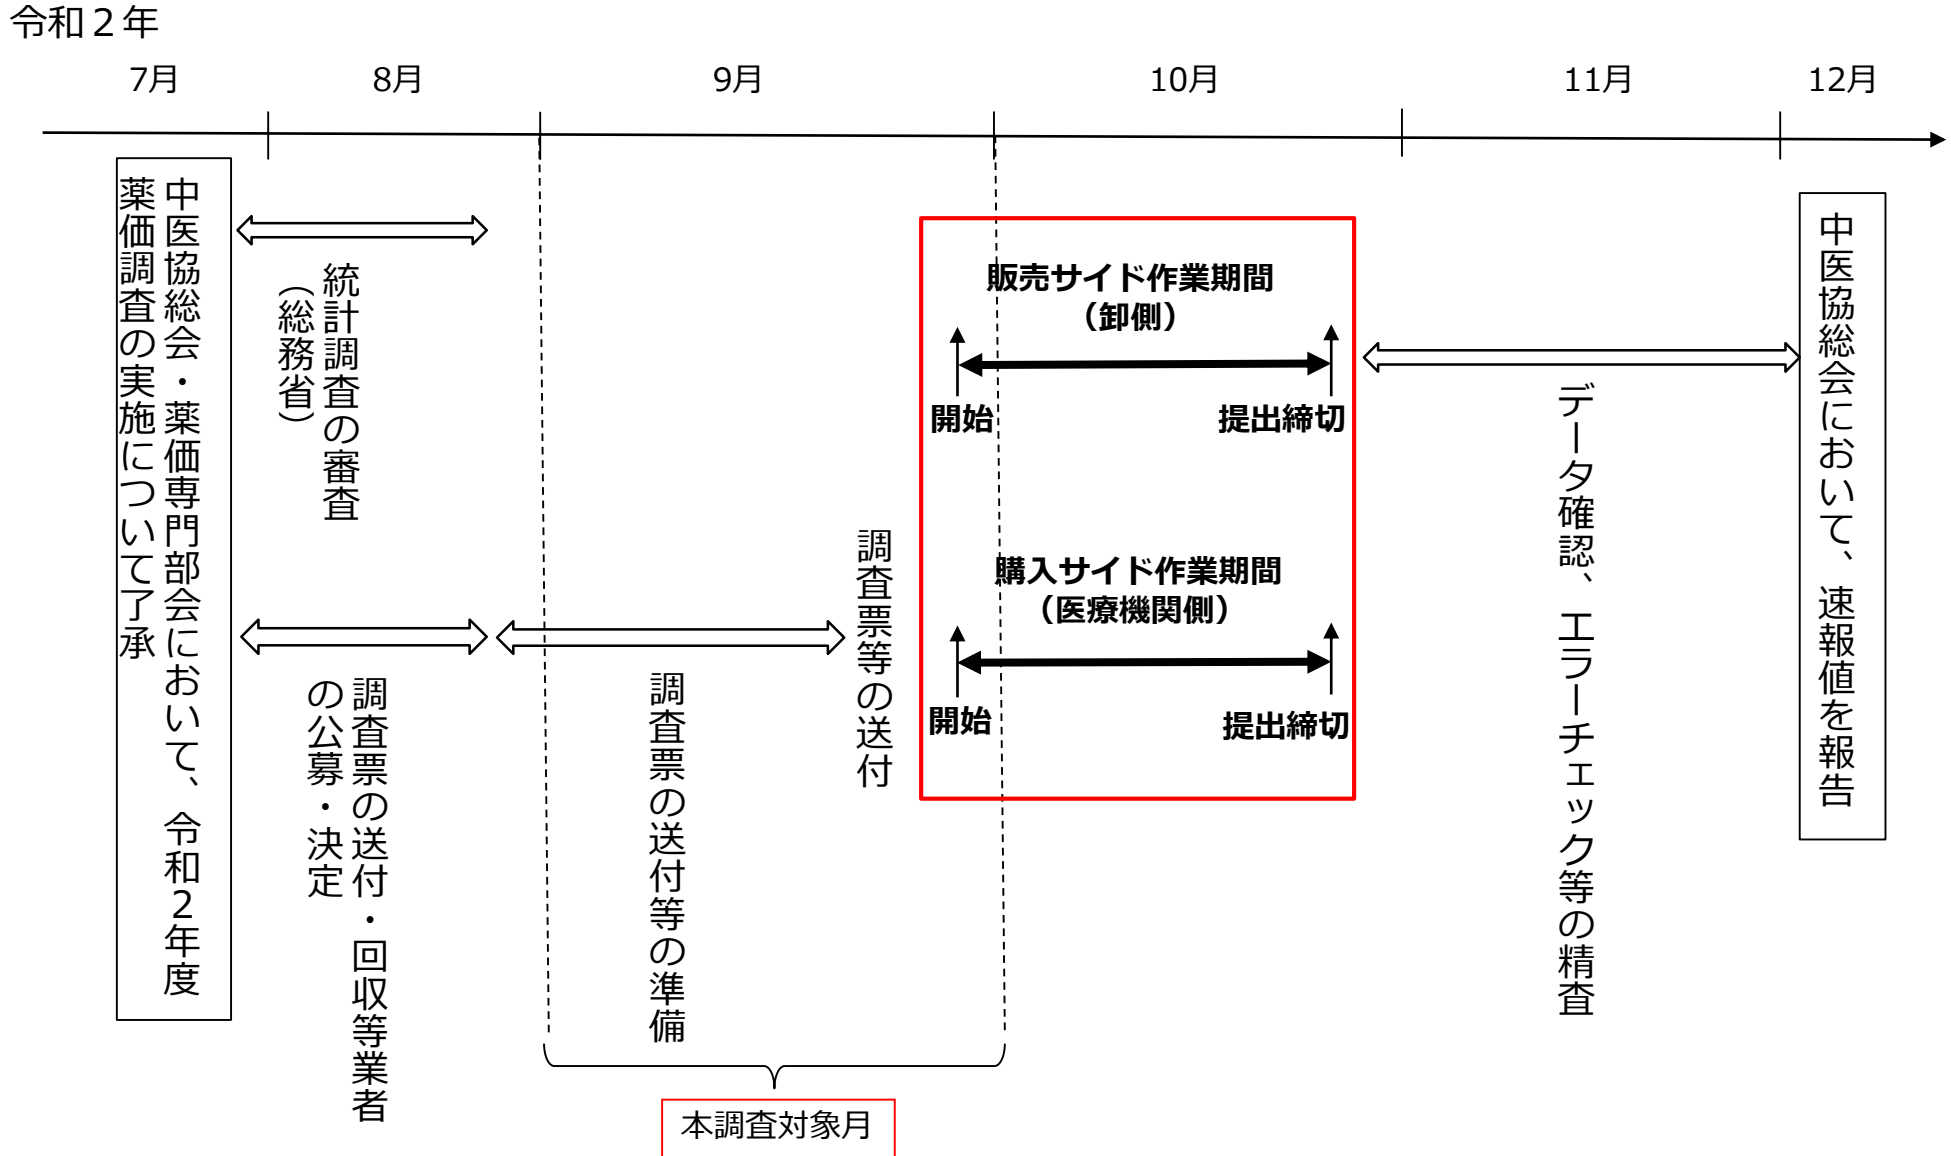 令和２年
7月
8月
9月
10月
11月
12月
中医協総会・薬価専門部会において、令和２年度
薬価調査の実施について了承
統計調査の審査
（総務省）
調査票の送付・回収等業者
の公募・決定
調査票の送付等の準備
調査票等の送付
販売サイド作業期間
（卸側）
開始
提出締切
購入サイド作業期間
（医療機関側）
開始
提出締切
データ確認、エラーチェック等の精査
中医協総会において、速報値を報告
本調査対象月